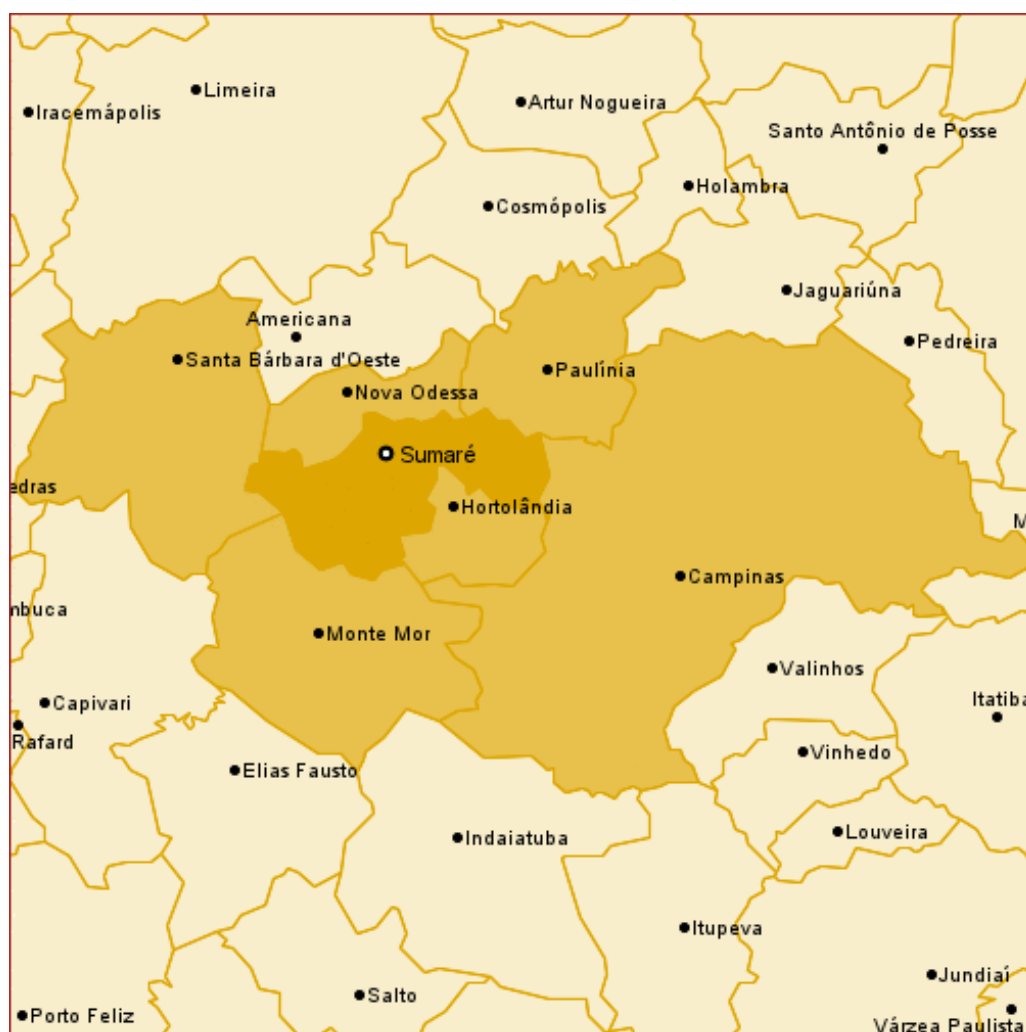 Limeira
Iracemápolis
Artur Nogueira
Santo Antônio de Posse
Holambra
Cosmópolis
Jaguariúna
Americana
Pedreira
Santa Bárbara d'Oeste
Paulínia
Nova Odessa
Sumaré
edras
Hortolândia
M
Campinas
mbuca
Monte Mor
Valinhos
Capivari
Itatiba
Rafard
Vinhedo
Elias Fausto
Louveira
Indaiatuba
Itupeva
Jundiaí
Salto
Porto Feliz
Várzea Paulista